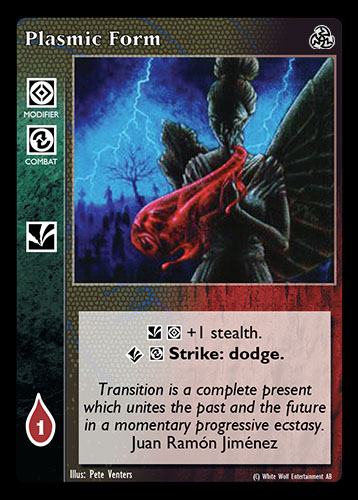 Plasmic Form
MODIFIER
COMBAT
+1 stealth.
Strike: dodge.
Transition is a complete present
which unites the past and the future
in a momentary progressive ecstasy.
Juan Ramón Jiménez
1
Illus: Pete Venters
(C) White Wolf Entertainment AB